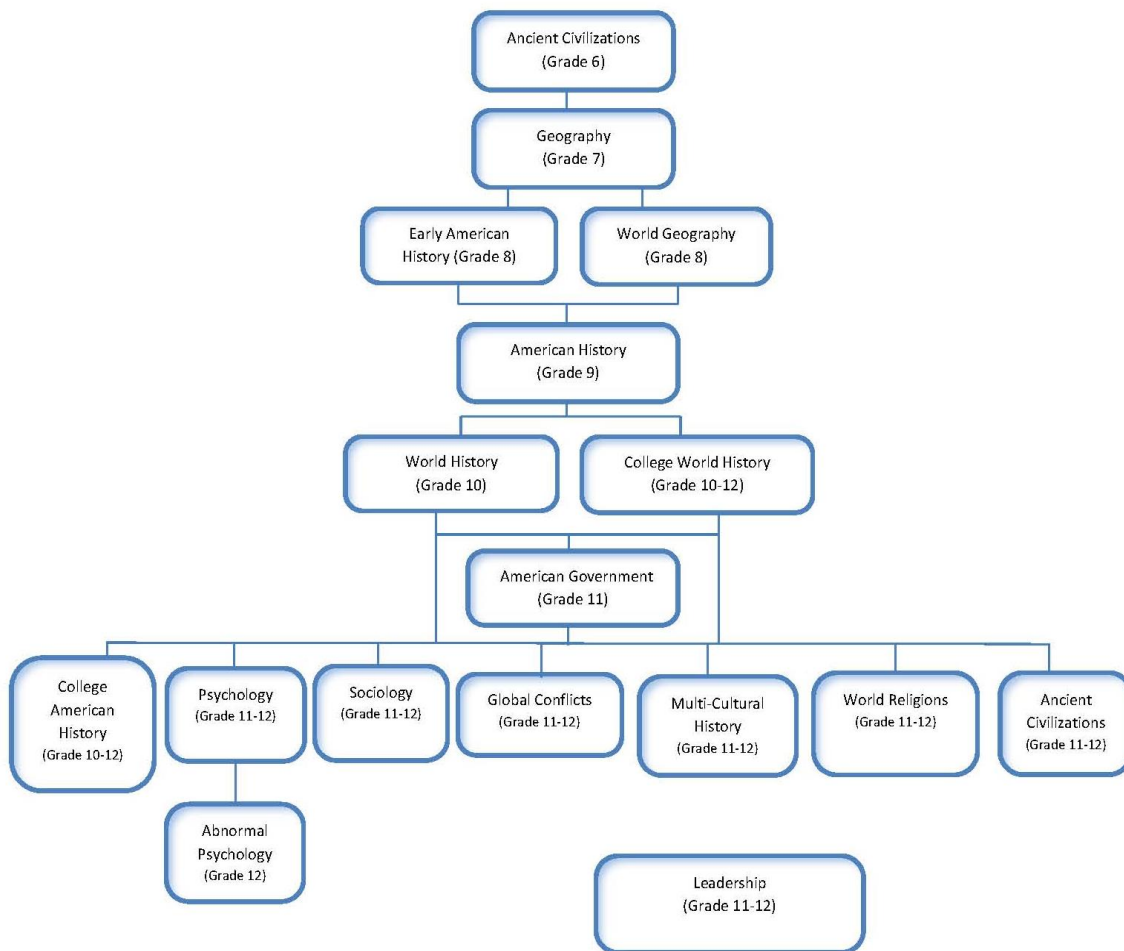 Ancient Civilizations
(Grade 6)
Geography
(Grade 7)
Early American
History (Grade 8)
World Geography
(Grade 8)
American History
(Grade 9)
World History
(Grade 10)
College World History
(Grade 10-12)
American Government
(Grade 11)
College
American
History
(Grade 10-12)
Psychology
(Grade 11-12)
Sociology
(Grade 11-12)
Global Conflicts
(Grade 11-12)
Multi-Cultural
History
(Grade 11-12)
World Religions
(Grade 11-12)
Ancient
Civilizations
(Grade 11-12)
Abnormal
Psychology
(Grade 12)
Leadership
(Grade 11-12)